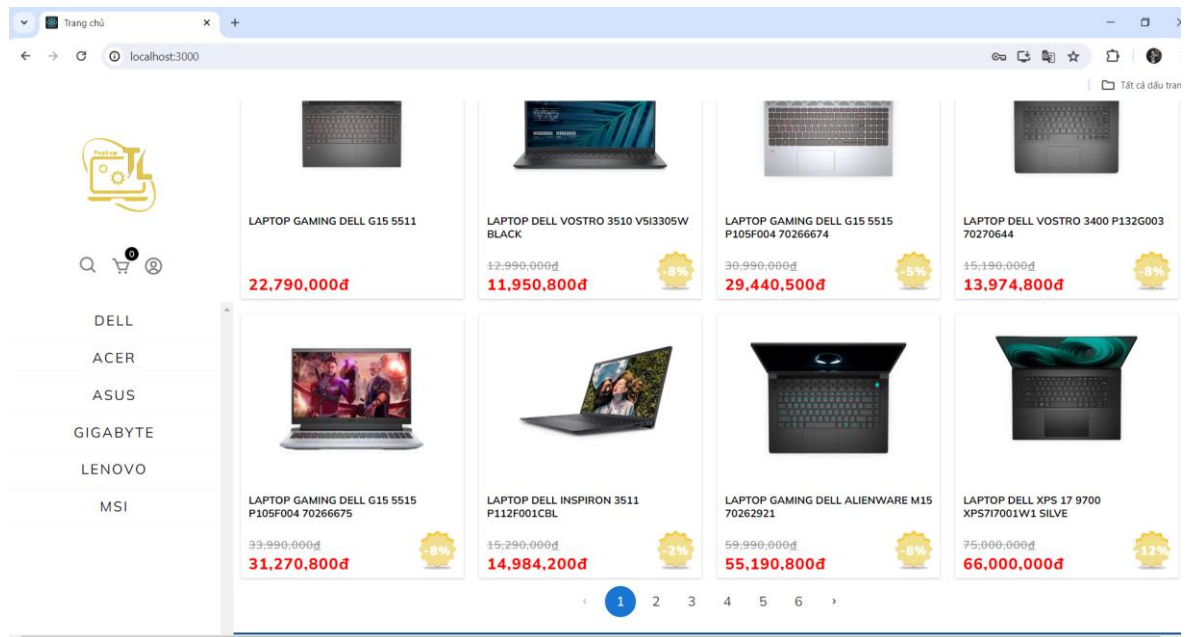 Trang chủ
localhost:3000
Tất cả dấu tran
TL
0
DELL
ACER
ASUS
GIGABYTE
LENOVO
MSI
LAPTOP GAMING DELL G15 5511
22,790,000đ
LAPTOP DELL VOSTRO 3510 V5I3305W
BLACK
12,990,000đ
11,950,800đ
-8%
LAPTOP GAMING DELL G15 5515
P105F004 70266674
30,990,000đ
29,440,500đ
-5%
LAPTOP DELL VOSTRO 3400 P132G003
70270644
15,190,000đ
13,974,800đ
-8%
LAPTOP GAMING DELL G15 5515
P105F004 70266675
33,990,000đ
31,270,800đ
-8%
LAPTOP DELL INSPIRON 3511
P112F001CBL
15,290,000đ
14,984,200đ
-2%
LAPTOP GAMING DELL ALIENWARE M15
70262921
59,990,000đ
55,190,800đ
-8%
LAPTOP DELL XPS 17 9700
XPS7I7001W1 SILVE
75,000,000đ
66,000,000đ
-12%
1 2 3 4 5 6